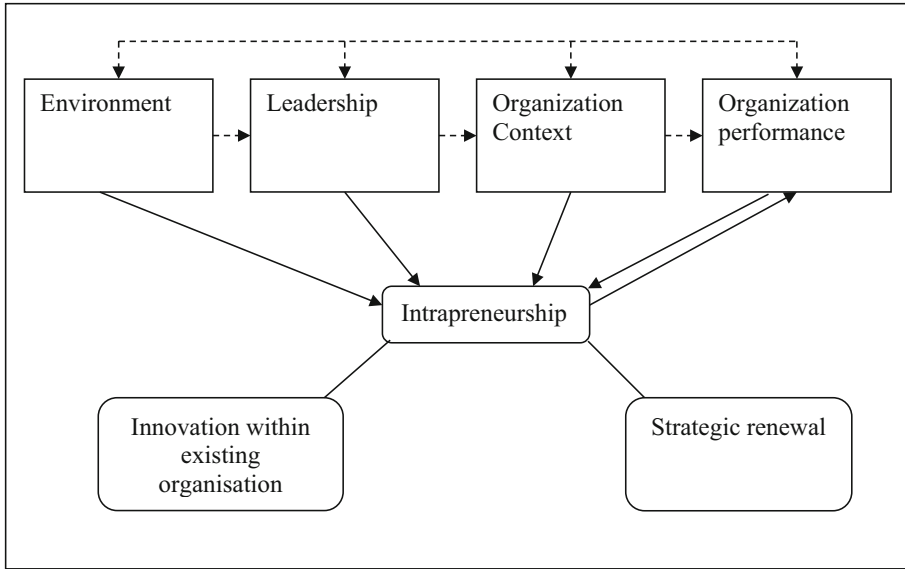 Environment
Leadership
Organization
Context
Organization
performance
Intrapreneurship
Innovation within
existing
organisation
Strategic renewal